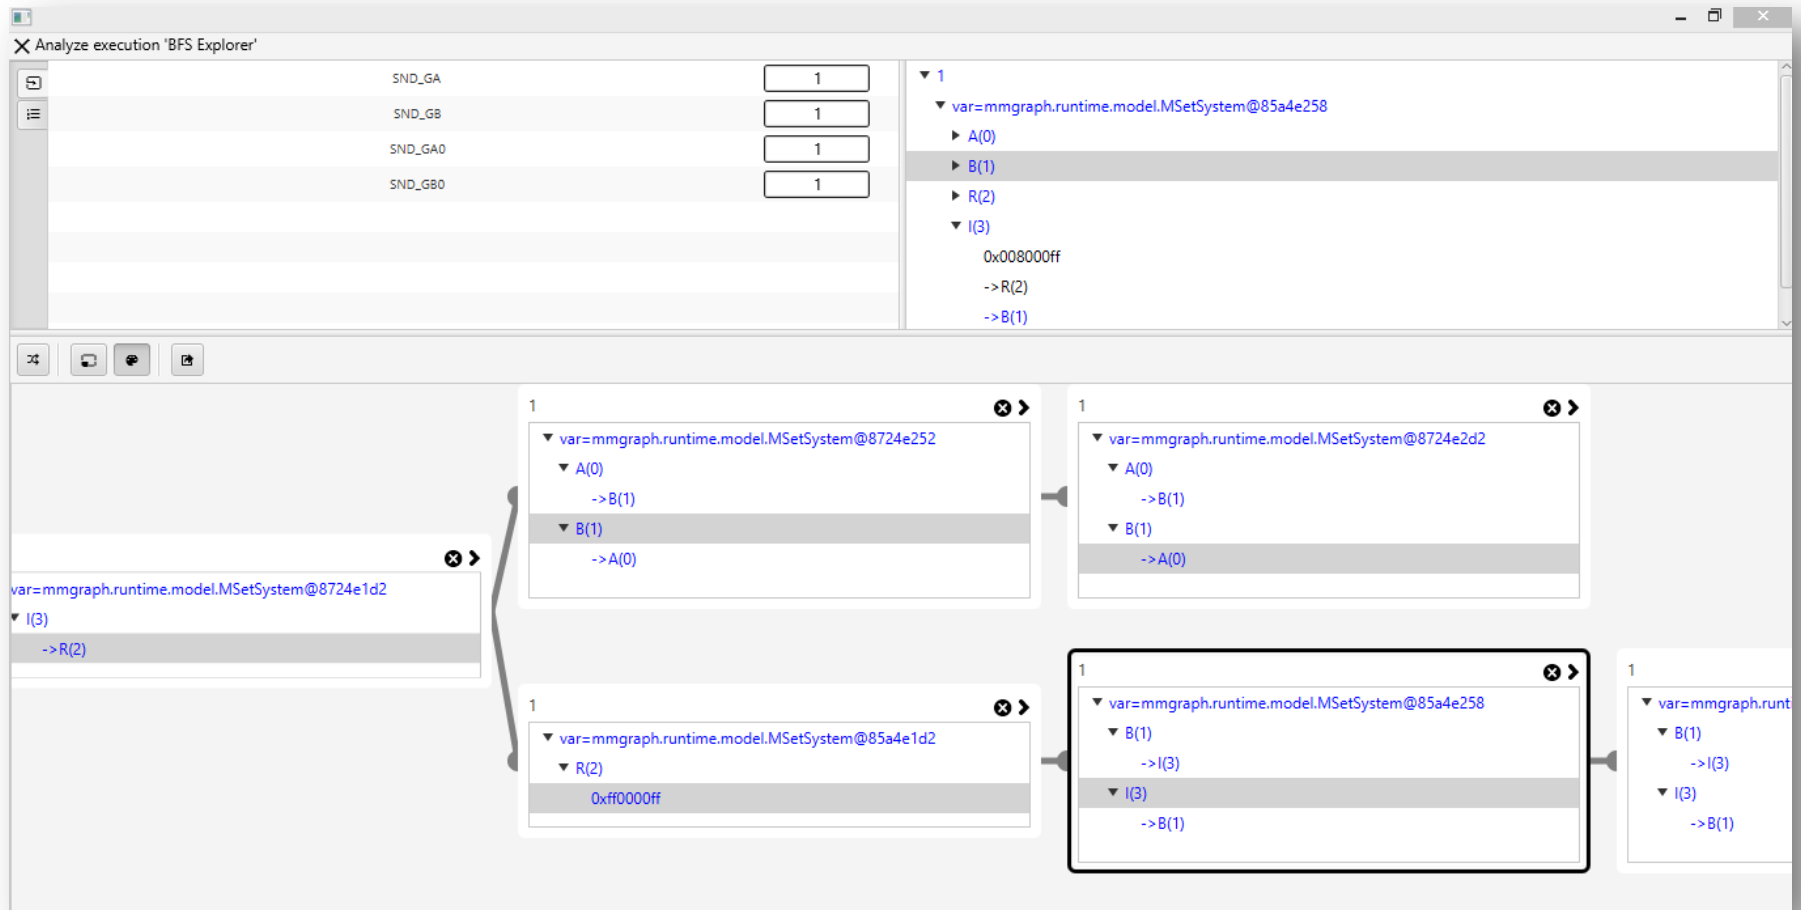 Analyze execution 'BFS Explorer'
SND_GA 1
SND_GB 1
SND_GA0 1
SND_GB0 1
1
var=mmgraph.runtime.model.MSetSystem@85a4e258
A(0)
B(1)
R(2)
I(3)
0x008000ff
->R(2)
->B(1)
var=mmgraph.runtime.model.MSetSystem@8724e1d2
I(3)
->R(2)
1
var=mmgraph.runtime.model.MSetSystem@8724e252
A(0)
->B(1)
B(1)
->A(0)
1
var=mmgraph.runtime.model.MSetSystem@8724e2d2
A(0)
->B(1)
B(1)
->A(0)
1
var=mmgraph.runtime.model.MSetSystem@85a4e1d2
R(2)
0xff0000ff
1
var=mmgraph.runtime.model.MSetSystem@85a4e258
B(1)
->I(3)
I(3)
->B(1)
1
var=mmgraph.runt
B(1)
->I(3)
I(3)
->B(1)